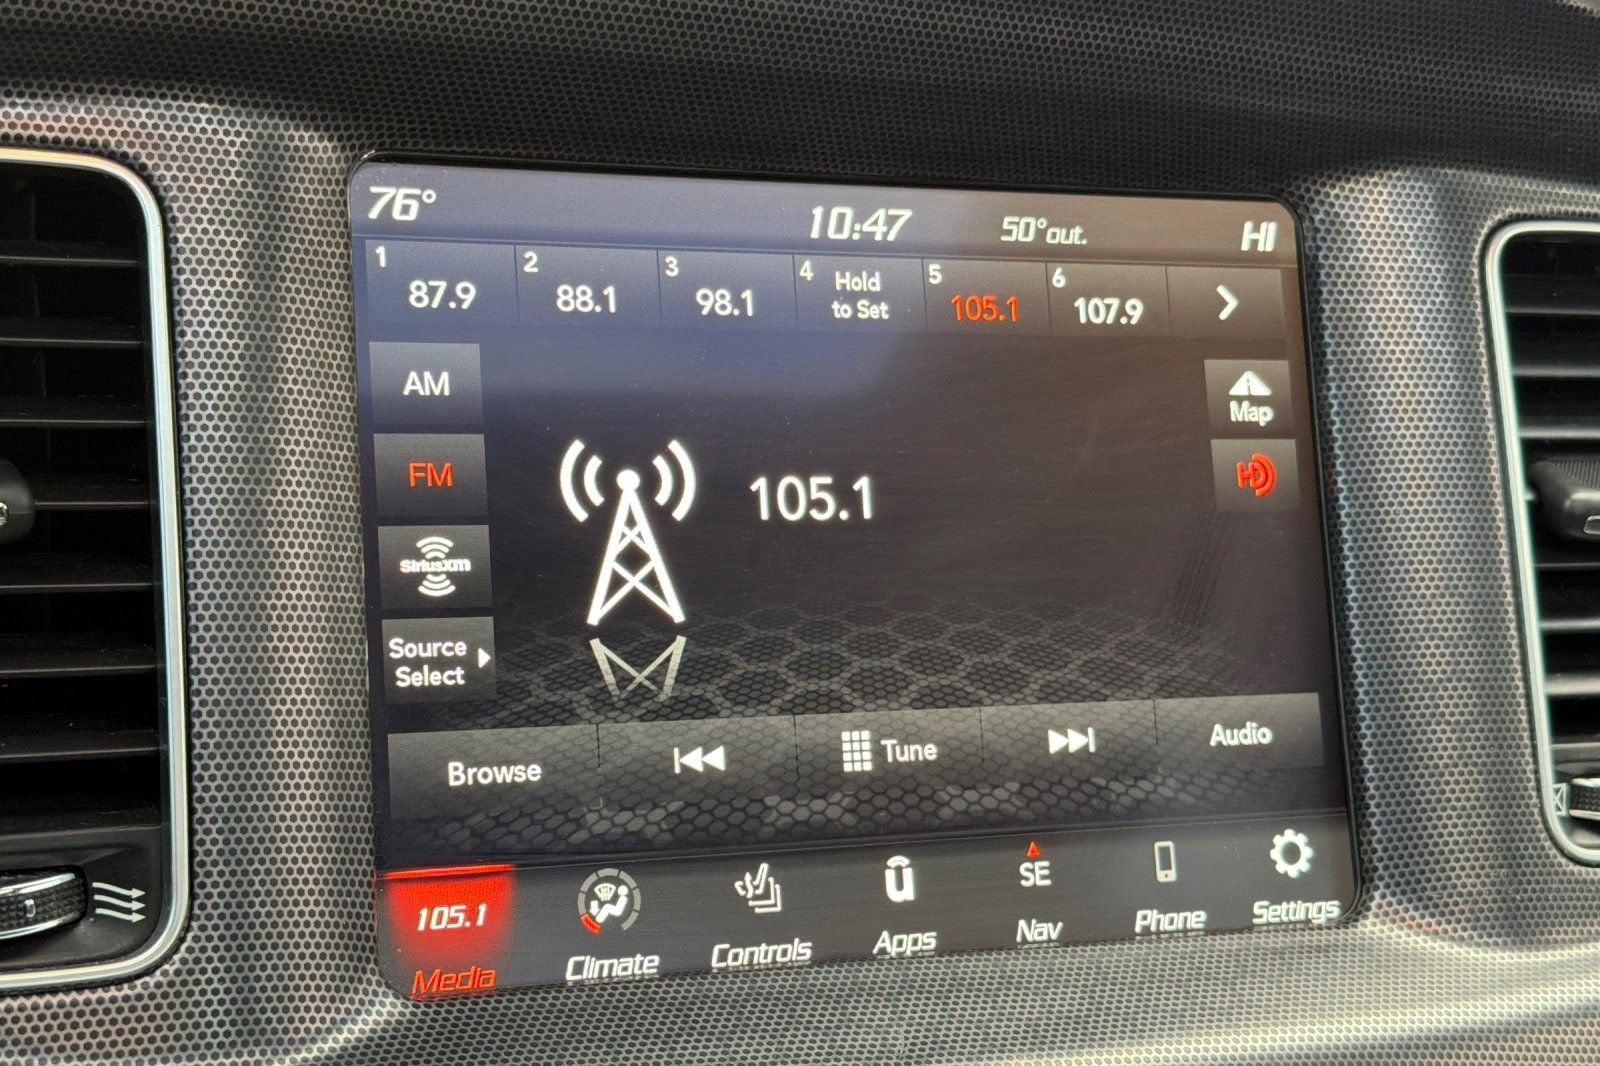 76°
10:47
50° out.
HI
1
87.9
2
88.1
3
98.1
4
Hold
to Set
5
105.1
6
107.9
AM
FM
SiriusXM
Source
Select
105.1
Map
HD
Browse
Tune
Audio
105.1
Media
Climate
Controls
u
Apps
SE
Nav
Phone
Settings